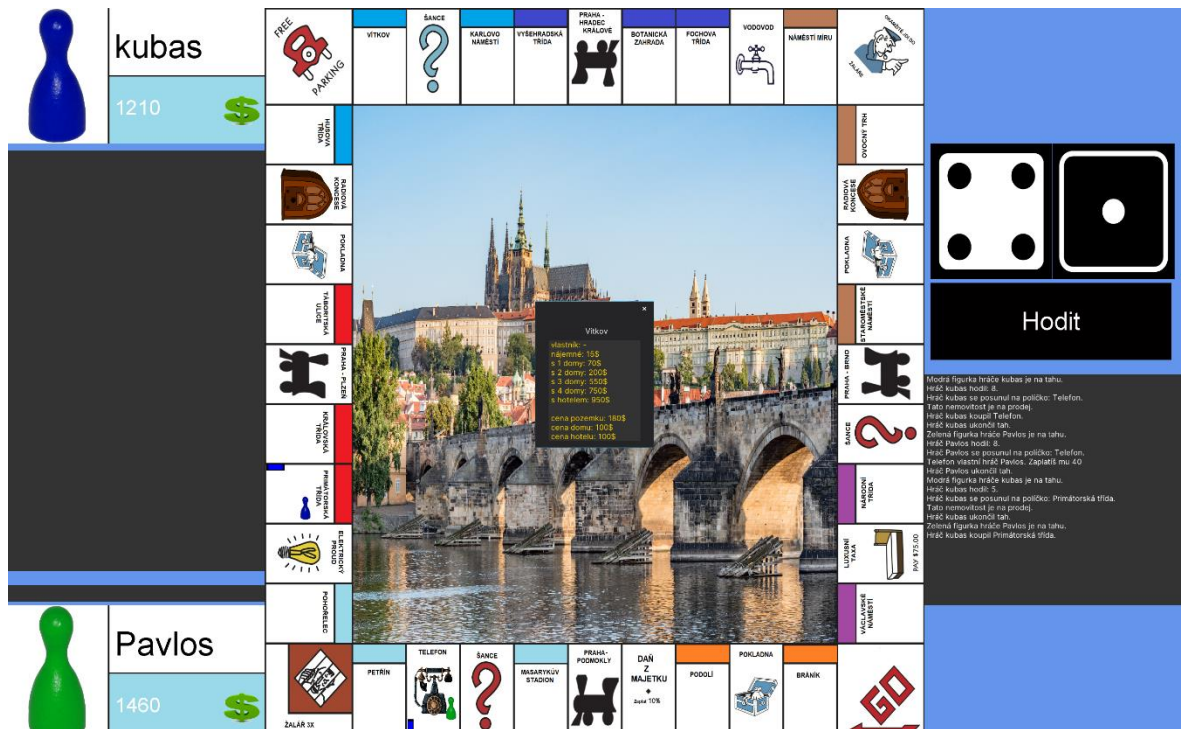 kubas
1210
Pavlos
1460
FREE
PARKING
VÍTKOV
ŠANCE
KARLOVO
NÁMĚSTÍ
VYŠEHRADSKÁ
TŘÍDA
PRAHA -
HRADEC
KRÁLOVÉ
BOTANICKÁ
ZAHRADA
FOCHOVA
TŘÍDA
VODOVOD
NÁMĚSTÍ MÍRU
ŽALÁŘE
HUSOVA
TŘÍDA
RADIOVÁ
KONCESE
POKLADNA
TÁBORITSKÁ
ULICE
PRAHA - PLZEŇ
KRÁLOVSKÁ
TŘÍDA
PRIMÁTORSKÁ
TŘÍDA
ELEKTRICKÝ
PROUD
POHOŘELEC
×
Vítkov
vlastník: -
nájemné: 15$
s 1 domy: 70$
s 2 domy: 200$
s 3 domy: 550$
s 4 domy: 750$
s hotelem: 950$
cena pozemku: 180$
cena domu: 100$
cena hotelu: 100$
OVOCNÝ TRH
RADIOVÁ
KONCESE
POKLADNA
STAROMĚSTSKÉ
NÁMĚSTÍ
PRAHA - BRNO
ŠANCE
NÁRODNÍ
TŘÍDA
LUXUSNÍ
TAXA
PAY $75.00
VÁCLAVSKÉ
NÁMĚSTÍ
ŽALÁŘ 3X
PETŘÍN
TELEFON
ŠANCE
MASARYKŮV
STADION
PRAHA-
PODMOKLY
DAŇ
Z
MAJETKU
Zaplať 10%
PODOLÍ
POKLADNA
BRÁNÍK
GO
Hodit
Modrá figurka hráče kubas je na tahu.
Hráč kubas hodil: 8.
Hráč kubas se posunul na políčko: Telefon.
Tato nemovitost je na prodej.
Hráč kubas koupil Telefon.
Hráč kubas ukončil tah.
Zelená figurka hráče Pavlos je na tahu.
Hráč Pavlos hodil: 8.
Hráč Pavlos se posunul na políčko: Telefon.
Telefon vlastní hráč Pavlos. Zaplatíš mu 40
Hráč Pavlos ukončil tah.
Modrá figurka hráče kubas je na tahu.
Hráč kubas hodil: 5.
Hráč kubas se posunul na políčko: Primátorská třída.
Tato nemovitost je na prodej.
Hráč kubas ukončil tah.
Zelená figurka hráče Pavlos je na tahu.
Hráč kubas koupil Primátorská třída.